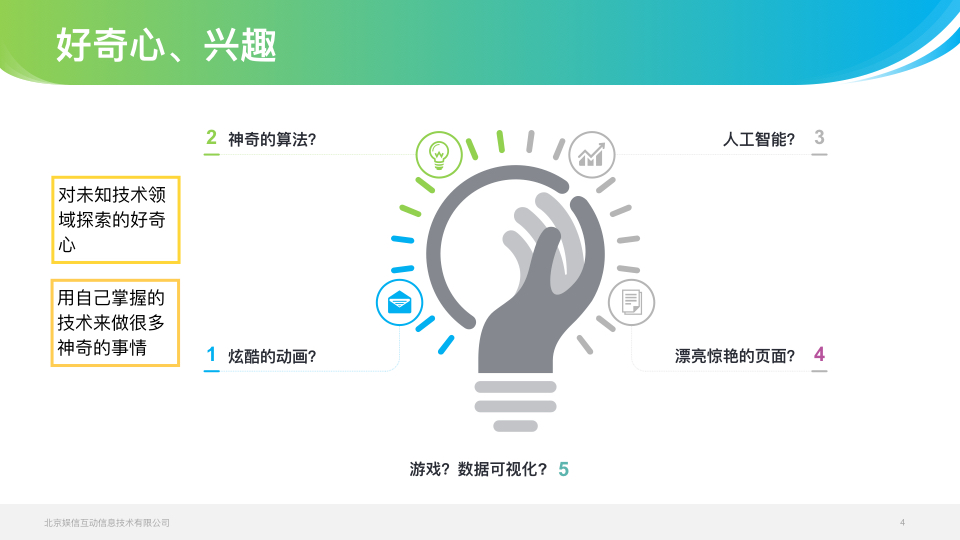 好奇心、兴趣
2 神奇的算法?
人工智能? 3
对未知技术领
域探索的好奇
心
用自己掌握的
技术来做很多
神奇的事情
1 炫酷的动画?
漂亮惊艳的页面? 4
游戏? 数据可视化? 5
北京娱信互动信息技术有限公司
4